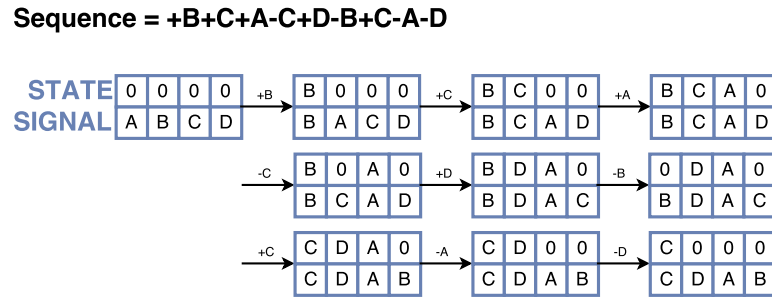 Sequence = +B+C+A-C+D-B+C-A-D
STATE 0 0 0 0 +B B 0 0 0 +C B C 0 0 +A B C A 0
SIGNAL A B C D B A C D B C A D B C A D
-C B 0 A 0 +D B D A 0 -B 0 D A 0
B C A D B D A C B D A C
+C C D A 0 -A C D 0 0 -D C 0 0 0
C D A B C D A B C D A B